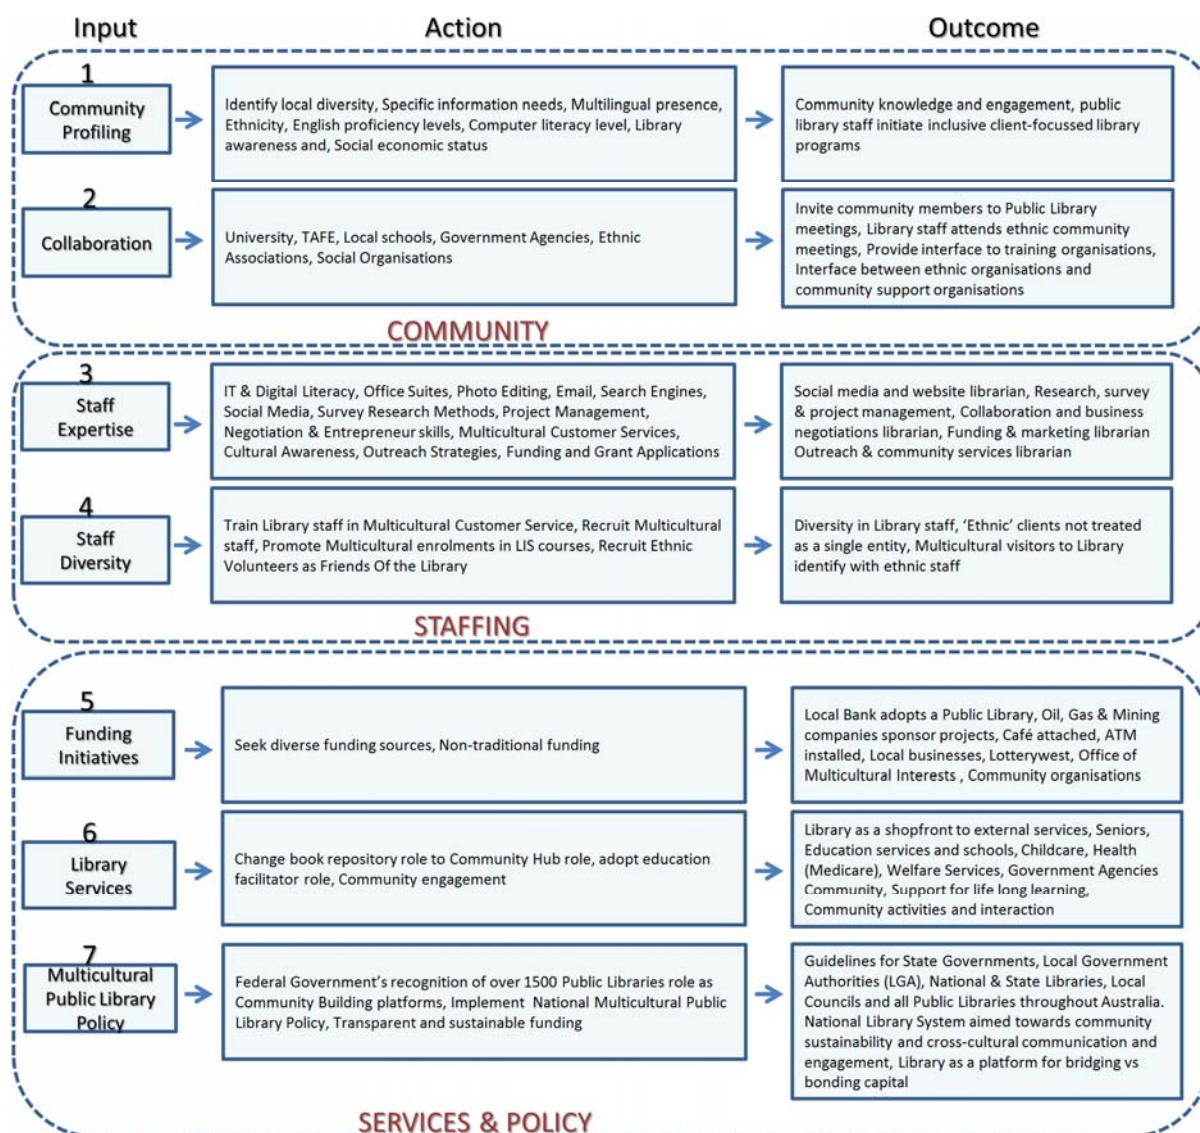 Input Action Outcome
1
Community
Profiling
Identify local diversity, Specific information needs, Multilingual presence,
Ethnicity, English proficiency levels, Computer literacy level, Library
awareness and, Social economic status
Community knowledge and engagement, public
library staff initiate inclusive client-focussed library
programs
2
Collaboration
University, TAFE, Local schools, Government Agencies, Ethnic
Associations, Social Organisations
Invite community members to Public Library
meetings, Library staff attends ethnic community
meetings, Provide interface to training organisations,
Interface between ethnic organisations and
community support organisations
COMMUNITY
3
Staff
Expertise
IT & Digital Literacy, Office Suites, Photo Editing, Email, Search Engines,
Social Media, Survey Research Methods, Project Management,
Negotiation & Entrepreneur skills, Multicultural Customer Services,
Cultural Awareness, Outreach Strategies, Funding and Grant Applications
Social media and website librarian, Research, survey
& project management, Collaboration and business
negotiations librarian, Funding & marketing librarian
Outreach & community services librarian
4
Staff
Diversity
Train Library staff in Multicultural Customer Service, Recruit Multicultural
staff, Promote Multicultural enrolments in LIS courses, Recruit Ethnic
Volunteers as Friends Of the Library
Diversity in Library staff, ‘Ethnic’ clients not treated
as a single entity, Multicultural visitors to Library
identify with ethnic staff
STAFFING
5
Funding
Initiatives
Seek diverse funding sources, Non-traditional funding
Local Bank adopts a Public Library, Oil, Gas & Mining
companies sponsor projects, Café attached, ATM
installed, Local businesses, Lotterywest, Office of
Multicultural Interests , Community organisations
6
Library
Services
Change book repository role to Community Hub role, adopt education
facilitator role, Community engagement
Library as a shopfront to external services, Seniors,
Education services and schools, Childcare, Health
(Medicare), Welfare Services, Government Agencies
Community, Support for life long learning,
Community activities and interaction
7
Multicultural
Public Library
Policy
Federal Government’s recognition of over 1500 Public Libraries role as
Community Building platforms, Implement National Multicultural Public
Library Policy, Transparent and sustainable funding
Guidelines for State Governments, Local Government
Authorities (LGA), National & State Libraries, Local
Councils and all Public Libraries throughout Australia.
National Library System aimed towards community
sustainability and cross-cultural communication and
engagement, Library as a platform for bridging vs
bonding capital
SERVICES & POLICY